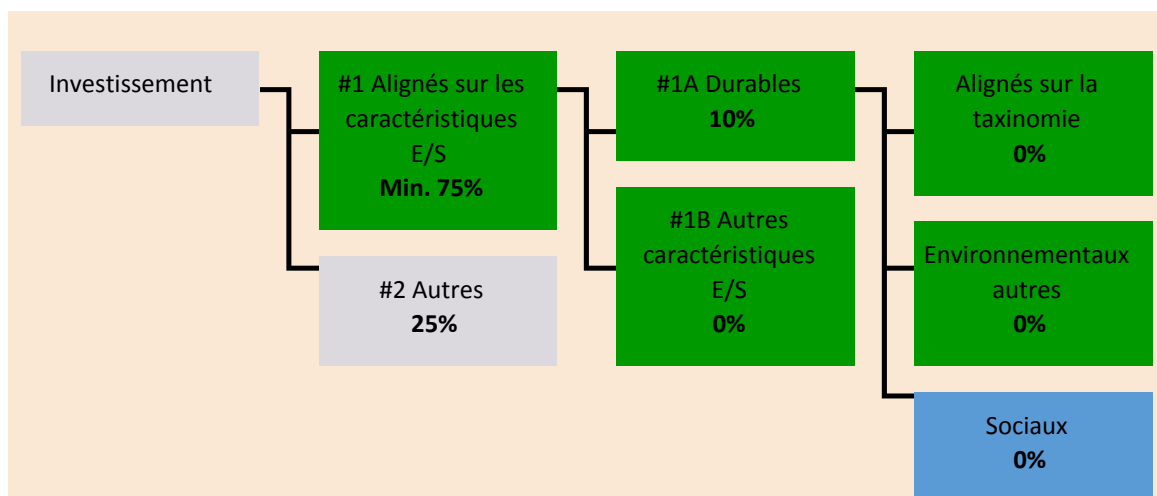 Investissement
#1 Alignés sur les
caractéristiques
E/S
Min. 75%
#2 Autres
25%
#1A Durables
10%
#1B Autres
caractéristiques
E/S
0%
Alignés sur la
taxinomie
0%
Environnementaux
autres
0%
Sociaux
0%